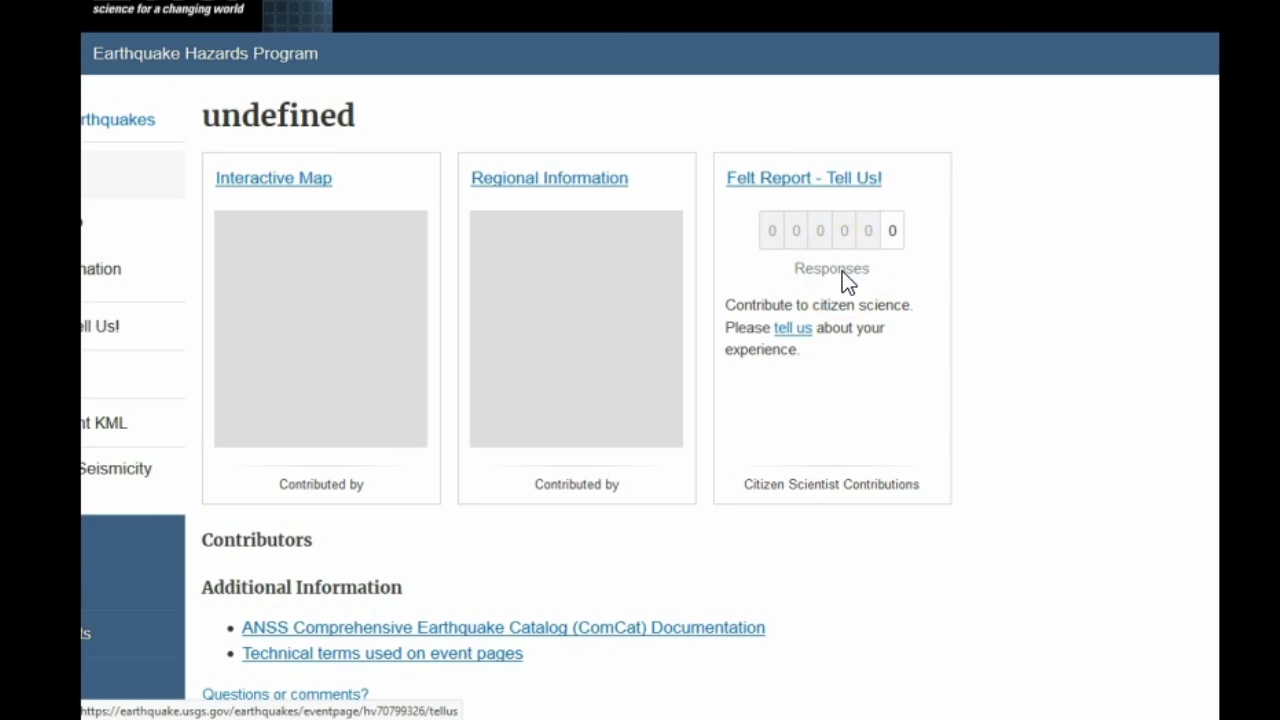 science for a changing world
Earthquake Hazards Program
rthquakes
undefined
Interactive Map
Regional Information
Felt Report - Tell Us!
0 0 0 0 0 0
Responses
Contribute to citizen science.
Please tell us about your
experience.
nation
ell Us!
nt KML
Seismicity
Contributed by
Contributed by
Citizen Scientist Contributions
Contributors
Additional Information
ANSS Comprehensive Earthquake Catalog (ComCat) Documentation
ls
Technical terms used on event pages
Questions or comments?
https://earthquake.usgs.gov/earthquakes/eventpage/hv70799326/tellus